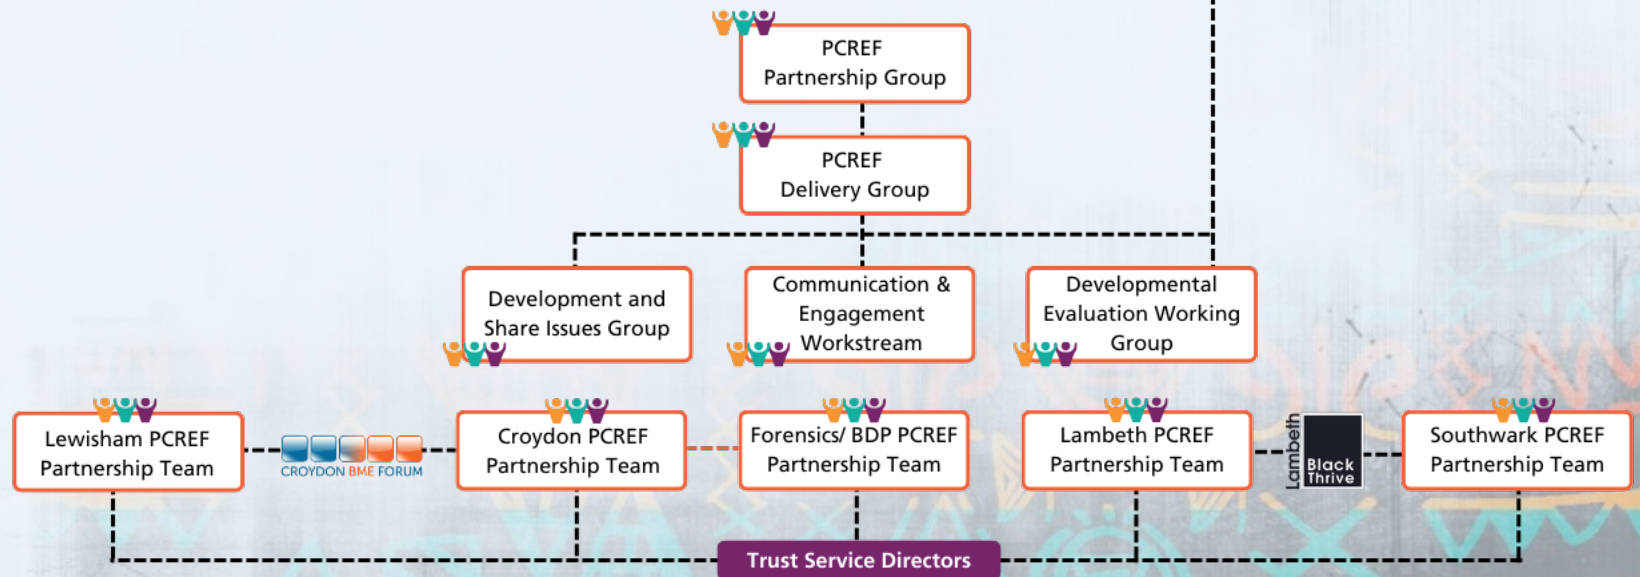 PCREF
Partnership Group
PCREF
Delivery Group
Development and
Share Issues Group
Communication &
Engagement
Workstream
Developmental
Evaluation Working
Group
Lewisham PCREF
Partnership Team
CROYDON BME FORUM
Croydon PCREF
Partnership Team
Forensics/ BDP PCREF
Partnership Team
Lambeth PCREF
Partnership Team
Lambeth
Black
Thrive
Southwark PCREF
Partnership Team
Trust Service Directors